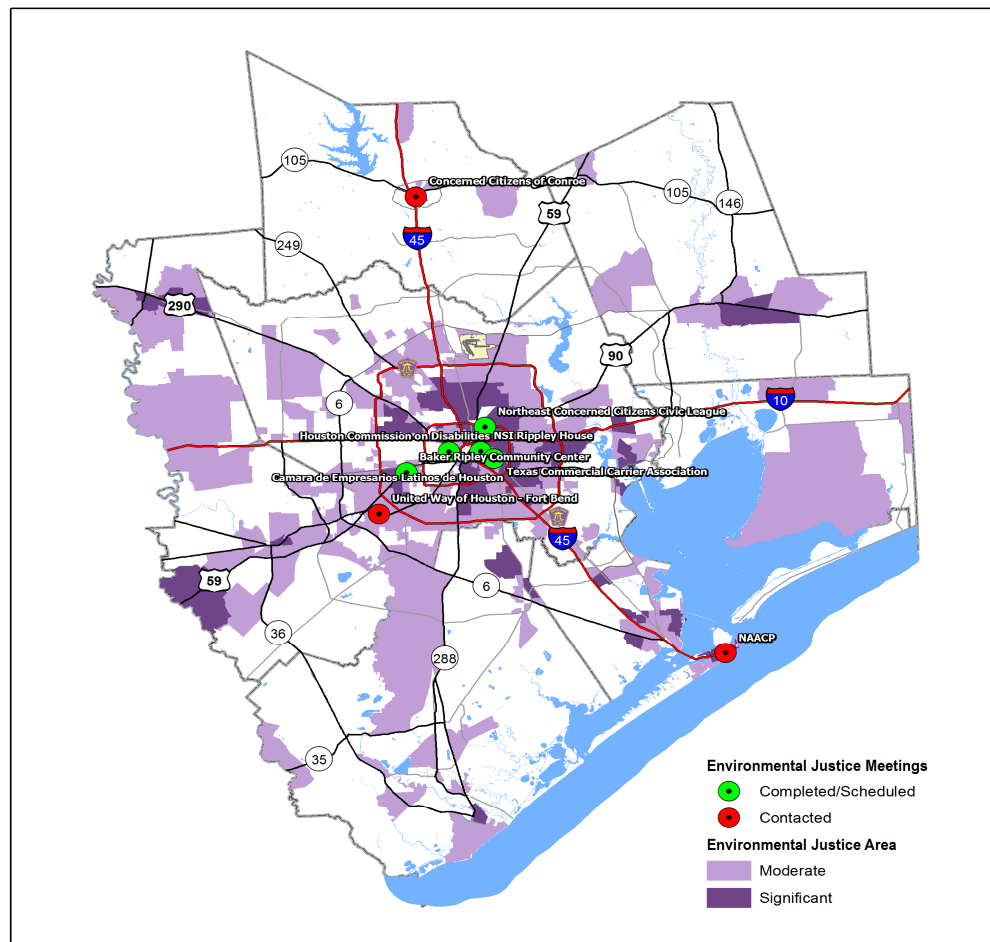 105
Concerned Citizens of Conroe
105
146
59
249
45
290
90
6
10
Northeast Concerned Citizens Civic League
Houston Commission on Disabilities NSI Rippley House
Baker Ripley Community Center
Texas Commercial Carrier Association
Camara de Empresarios Latinos de Houston
United Way of Houston - Fort Bend
45
59
6
36
NAACP
288
35
Environmental Justice Meetings
Completed/Scheduled
Contacted
Environmental Justice Area
Moderate
Significant